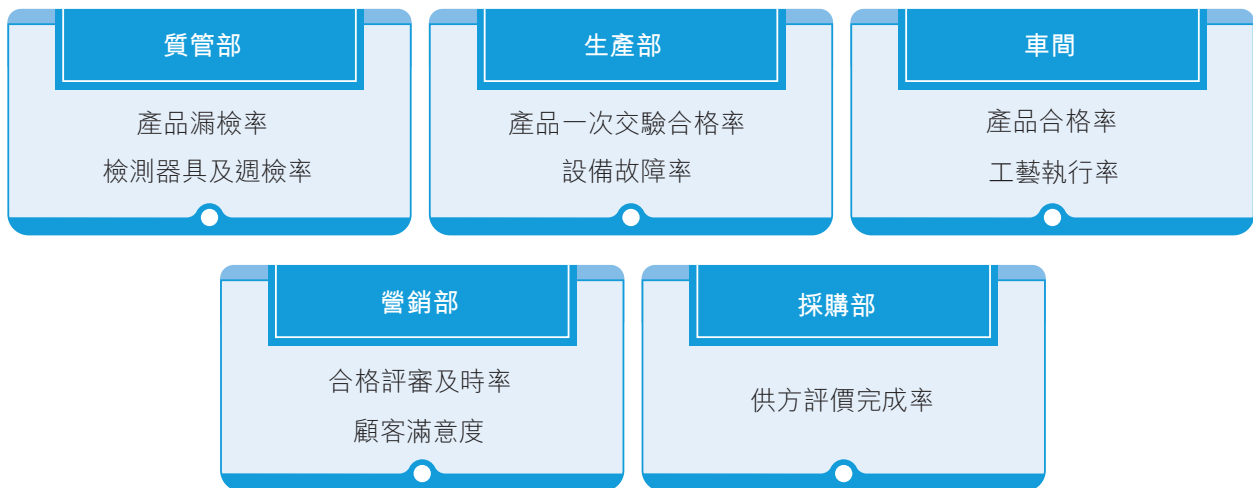 質管部
產品漏檢率
檢測器具及週檢率
生產部
產品一次交驗合格率
設備故障率
車間
產品合格率
工藝執行率
營銷部
合格評審及時率
顧客滿意度
採購部
供方評價完成率